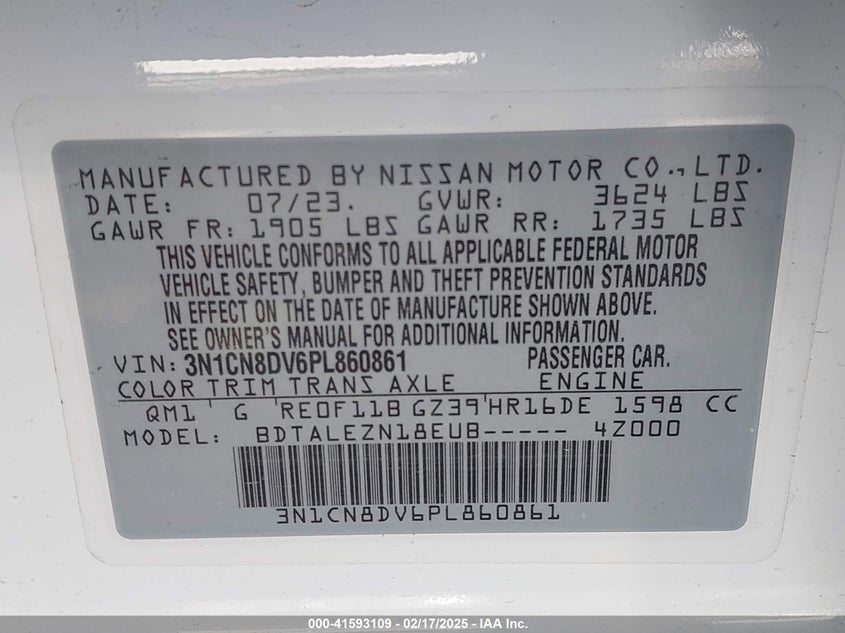 MANUFACTURED BY NISSAN MOTOR CO., LTD.
DATE: 07/23. GVWR: 3624 LBS
GAWR FR: 1905 LBS GAWR RR: 1735 LBS
THIS VEHICLE CONFORMS TO ALL APPLICABLE FEDERAL MOTOR
VEHICLE SAFETY, BUMPER AND THEFT PREVENTION STANDARDS
IN EFFECT ON THE DATE OF MANUFACTURE SHOWN ABOVE.
SEE OWNER'S MANUAL FOR ADDITIONAL INFORMATION.
VIN: 3N1CN8DV6PL860861 PASSENGER CAR.
COLOR TRIM TRANS AXLE ENGINE
QM1 G RE0F11B GZ39 HR16DE 1598 CC
MODEL: BDTALEZN18EUB----- 4Z000
3N1CN8DV6PL860861
000-41593109 - 02/17/2025 - IAA Inc.